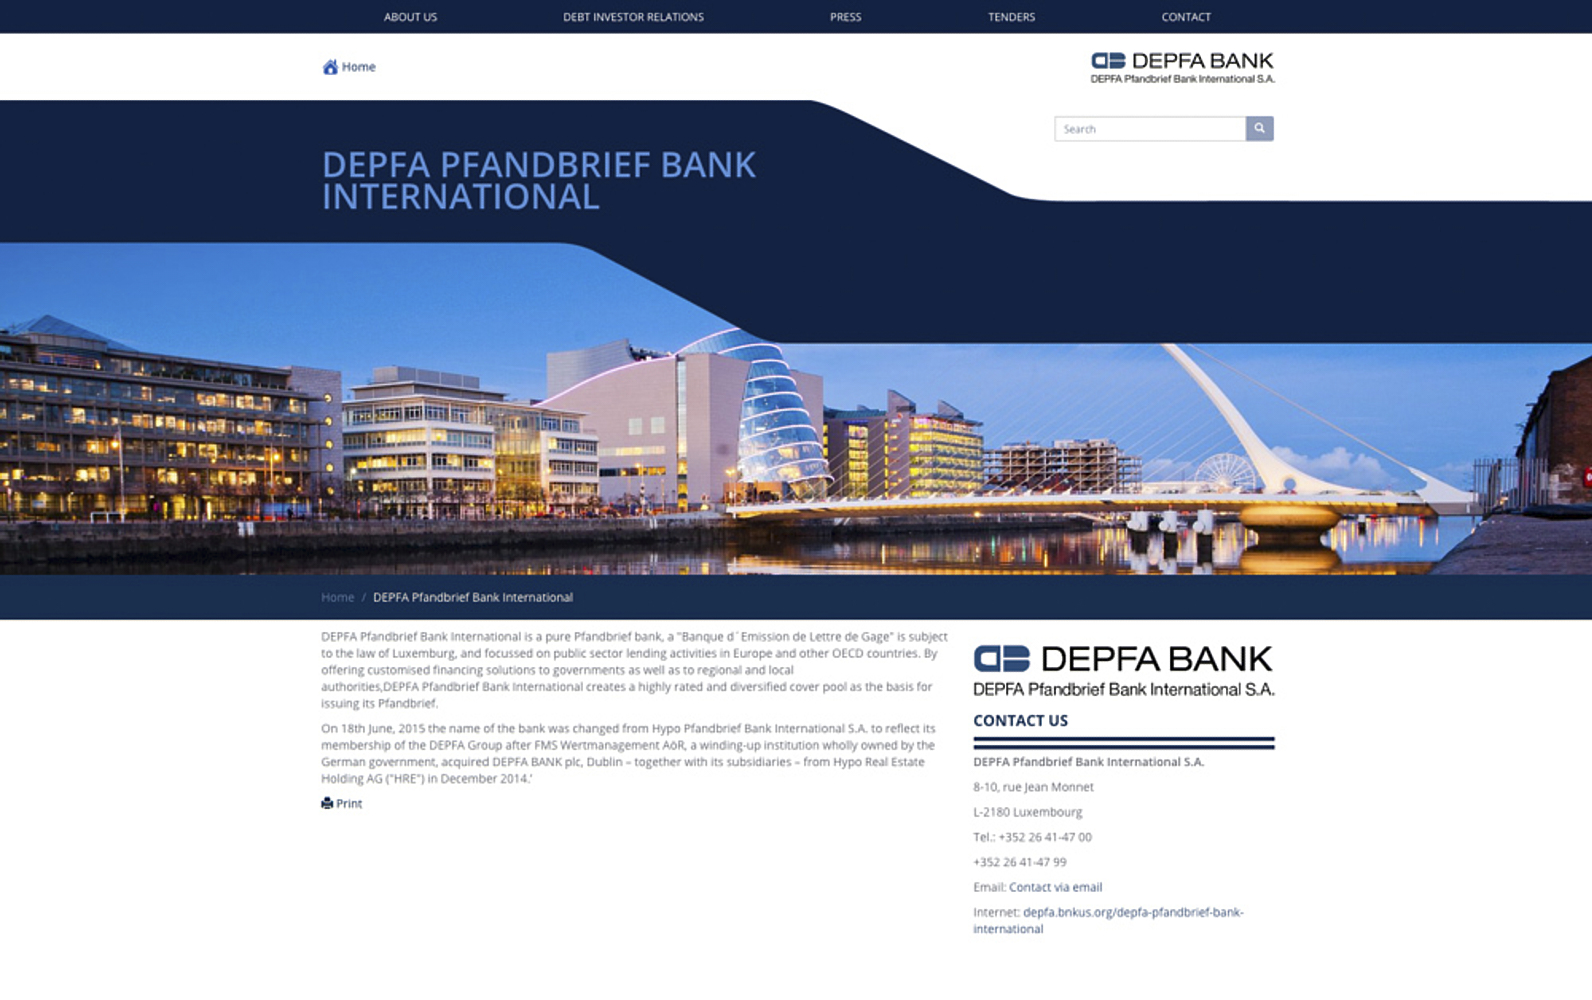 ABOUT US
DEBT INVESTOR RELATIONS
PRESS
TENDERS
CONTACT
Home
DEPFA BANK
DEPFA Pfandbrief Bank International S.A.
Search
DEPFA PFANDBRIEF BANK
INTERNATIONAL
Home / DEPFA Pfandbrief Bank International
DEPFA Pfandbrief Bank International is a pure Pfandbrief bank, a "Banque d´Emission de Lettre de Gage" is subject
to the law of Luxemburg, and focussed on public sector lending activities in Europe and other OECD countries. By
offering customised financing solutions to governments as well as to regional and local
authorities,DEPFA Pfandbrief Bank International creates a highly rated and diversified cover pool as the basis for
issuing its Pfandbrief.
On 18th June, 2015 the name of the bank was changed from Hypo Pfandbrief Bank International S.A. to reflect its
membership of the DEPFA Group after FMS Wertmanagement AöR, a winding-up institution wholly owned by the
German government, acquired DEPFA BANK plc, Dublin – together with its subsidiaries – from Hypo Real Estate
Holding AG ("HRE") in December 2014.'
Print
DEPFA BANK
DEPFA Pfandbrief Bank International S.A.
CONTACT US
DEPFA Pfandbrief Bank International S.A.
8-10, rue Jean Monnet
L-2180 Luxembourg
Tel.: +352 26 41-47 00
+352 26 41-47 99
Email: Contact via email
Internet: depfa.bnkus.org/depfa-pfandbrief-bank-
international